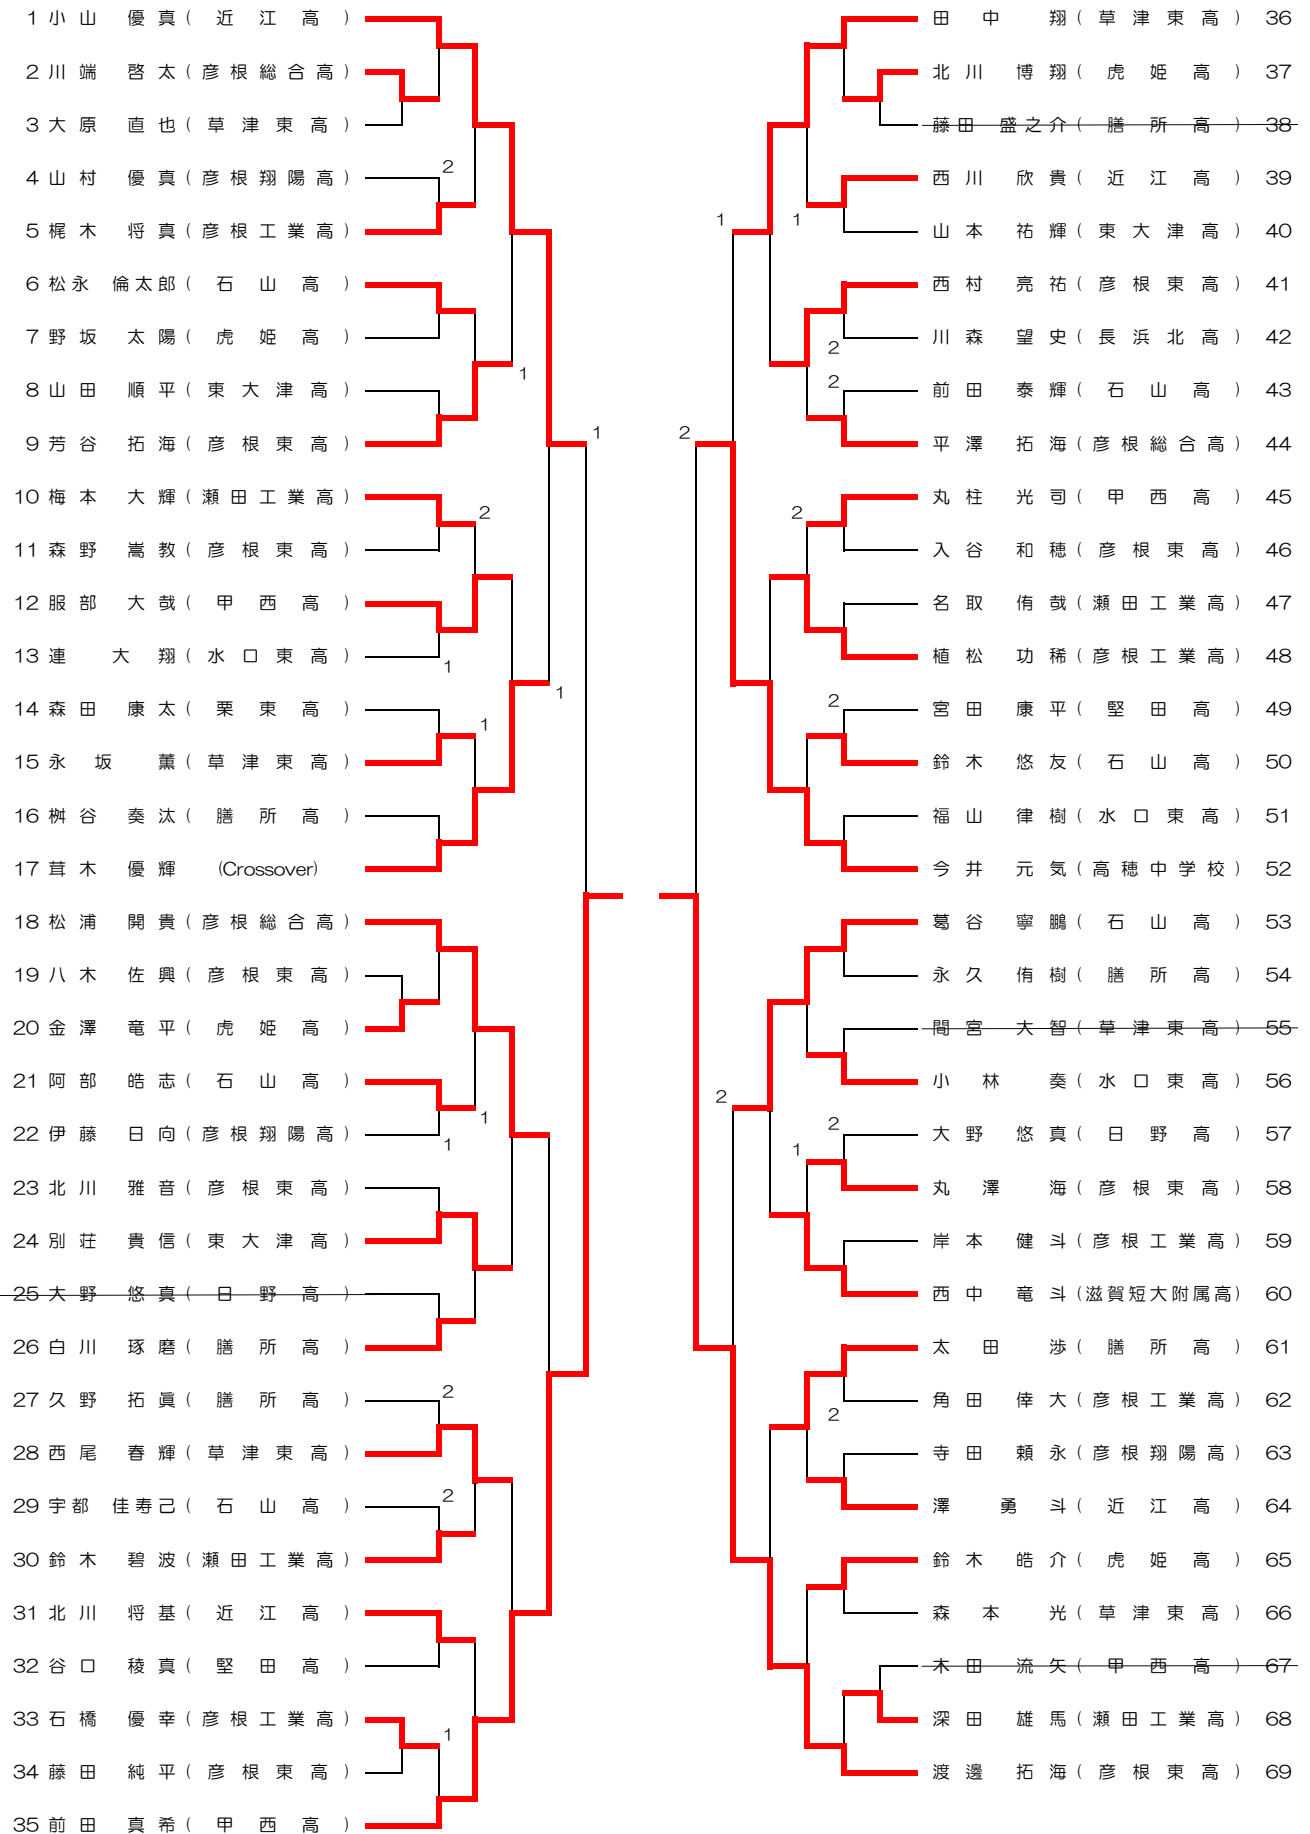 1 小山 優真 ( 近江高 )
2 川端 啓太 ( 彦根総合高 )
3 大原 直也 ( 草津東高 )
2
4 山村 優真 ( 彦根翔陽高 )
5 梶木 将真 ( 彦根工業高 )
6 松永 倫太郎 ( 石山高 )
7 野坂 太陽 ( 虎姫高 )
1
8 山田 順平 ( 東大津高 )
9 芳谷 拓海 ( 彦根東高 )
1
10 梅本 大輝 ( 瀬田工業高 )
2
11 森野 嵩教 ( 彦根東高 )
12 服部 大哉 ( 甲西高 )
13 連 大翔 ( 水口東高 )
1
1
14 森田 康太 ( 栗東高 )
1
15 永坂 薫 ( 草津東高 )
16 桝谷 奏汰 ( 膳所高 )
17 茸木 優輝 (Crossover)
18 松浦 開貴 ( 彦根総合高 )
19 八木 佐興 ( 彦根東高 )
20 金澤 竜平 ( 虎姫高 )
21 阿部 皓志 ( 石山高 )
1
22 伊藤 日向 ( 彦根翔陽高 )
1
23 北川 雅音 ( 彦根東高 )
24 別荘 貴信 ( 東大津高 )
25 大野 悠真 ( 日野高 )
26 白川 琢磨 ( 膳所高 )
2
27 久野 拓眞 ( 膳所高 )
28 西尾 春輝 ( 草津東高 )
2
29 宇都 佳寿己 ( 石山高 )
30 鈴木 碧波 ( 瀬田工業高 )
31 北川 将基 ( 近江高 )
32 谷口 稜真 ( 堅田高 )
33 石橋 優幸 ( 彦根工業高 )
1
34 藤田 純平 ( 彦根東高 )
35 前田 真希 ( 甲西高 )
田中 翔 ( 草津東高 ) 36
北川 博翔 ( 虎姫高 ) 37
藤田 盛之介 ( 膳所高 ) 38
西川 欣貴 ( 近江高 ) 39
1
1
山本 祐輝 ( 東大津高 ) 40
西村 亮祐 ( 彦根東高 ) 41
川森 望史 ( 長浜北高 ) 42
2
2
前田 泰輝 ( 石山高 ) 43
2
平澤 拓海 ( 彦根総合高 ) 44
丸柱 光司 ( 甲西高 ) 45
2
入谷 和穂 ( 彦根東高 ) 46
名取 侑哉 ( 瀬田工業高 ) 47
植松 功稀 ( 彦根工業高 ) 48
2
宮田 康平 ( 堅田高 ) 49
鈴木 悠友 ( 石山高 ) 50
福山 律樹 ( 水口東高 ) 51
今井 元気 ( 高穂中学校 ) 52
葛谷 寧鵬 ( 石山高 ) 53
永久 侑樹 ( 膳所高 ) 54
間宮 大智 ( 草津東高 ) 55
小林 奏 ( 水口東高 ) 56
2
2
大野 悠真 ( 日野高 ) 57
1
丸澤 海 ( 彦根東高 ) 58
岸本 健斗 ( 彦根工業高 ) 59
西中 竜斗 ( 滋賀短大附属高 ) 60
太田 渉 ( 膳所高 ) 61
角田 倖大 ( 彦根工業高 ) 62
2
寺田 頼永 ( 彦根翔陽高 ) 63
澤 勇斗 ( 近江高 ) 64
鈴木 皓介 ( 虎姫高 ) 65
森本 光 ( 草津東高 ) 66
木田 流矢 ( 甲西高 ) 67
深田 雄馬 ( 瀬田工業高 ) 68
渡邊 拓海 ( 彦根東高 ) 69